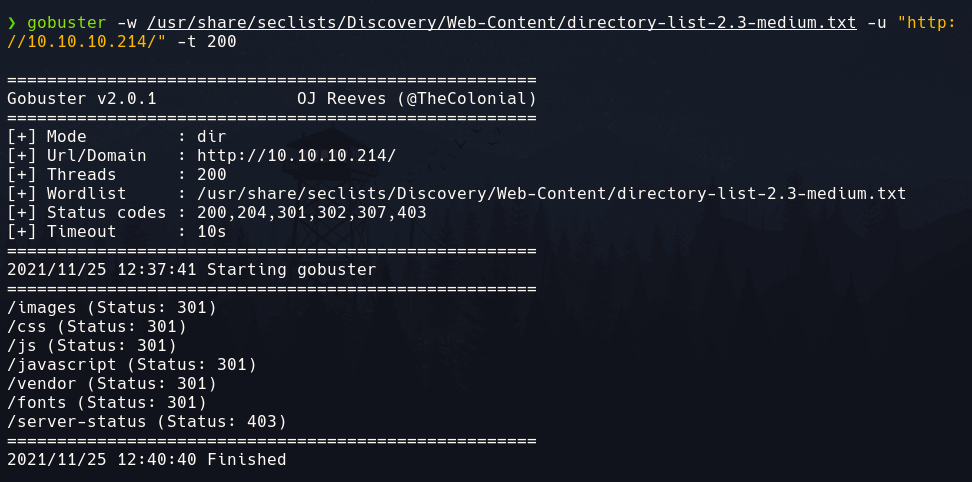 ❯ gobuster -w /usr/share/seclists/Discovery/Web-Content/directory-list-2.3-medium.txt -u "http:
//10.10.10.214/" -t 200
=====================================================
Gobuster v2.0.1              OJ Reeves (@TheColonial)
=====================================================
[+] Mode         : dir
[+] Url/Domain   : http://10.10.10.214/
[+] Threads      : 200
[+] Wordlist     : /usr/share/seclists/Discovery/Web-Content/directory-list-2.3-medium.txt
[+] Status codes : 200,204,301,302,307,403
[+] Timeout      : 10s
=====================================================
2021/11/25 12:37:41 Starting gobuster
=====================================================
/images (Status: 301)
/css (Status: 301)
/js (Status: 301)
/javascript (Status: 301)
/vendor (Status: 301)
/fonts (Status: 301)
/server-status (Status: 403)
=====================================================
2021/11/25 12:40:40 Finished